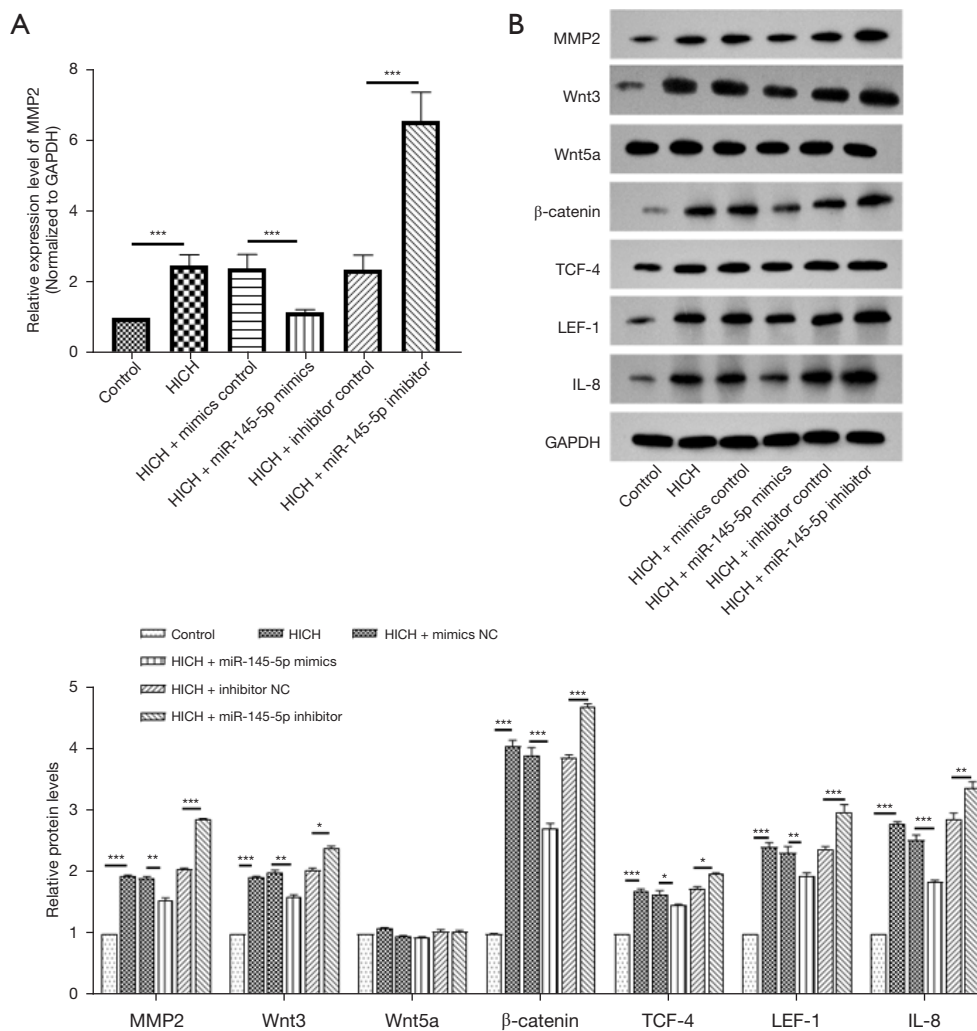 A
Relative expression level of MMP2
(Normalized to GAPDH)
8
6
4
2
0
***
***
***
Control
HICH
HICH + mimics control
HICH + miR-145-5p mimics
HICH + inhibitor control
HICH + miR-145-5p inhibitor
B
MMP2
Wnt3
Wnt5a
β-catenin
TCF-4
LEF-1
IL-8
GAPDH
Control
HICH
HICH + mimics control
HICH + miR-145-5p mimics
HICH + inhibitor control
HICH + miR-145-5p inhibitor
Control
HICH
HICH + mimics NC
HICH + miR-145-5p mimics
HICH + inhibitor NC
HICH + miR-145-5p inhibitor
Relative protein levels
5
4
3
2
1
0
***
**
***
***
**
*
***
***
***
***
*
*
***
**
***
***
***
**
MMP2
Wnt3
Wnt5a
β-catenin
TCF-4
LEF-1
IL-8